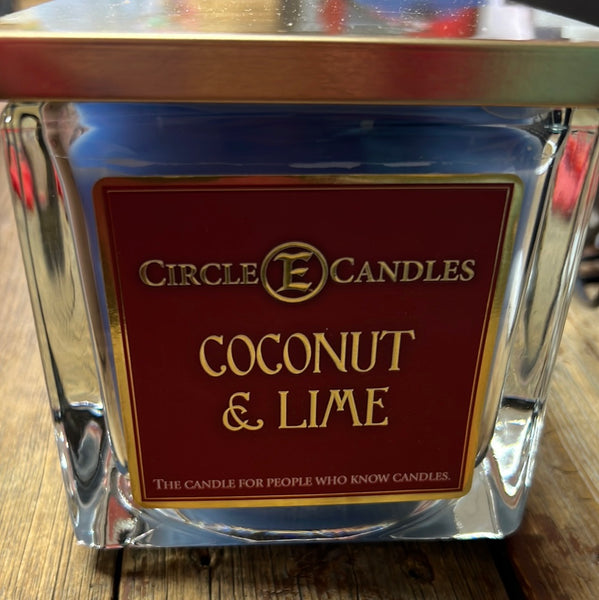 CIRCLE E CANDLES
COCONUT
& LIME
THE CANDLE FOR PEOPLE WHO KNOW CANDLES.